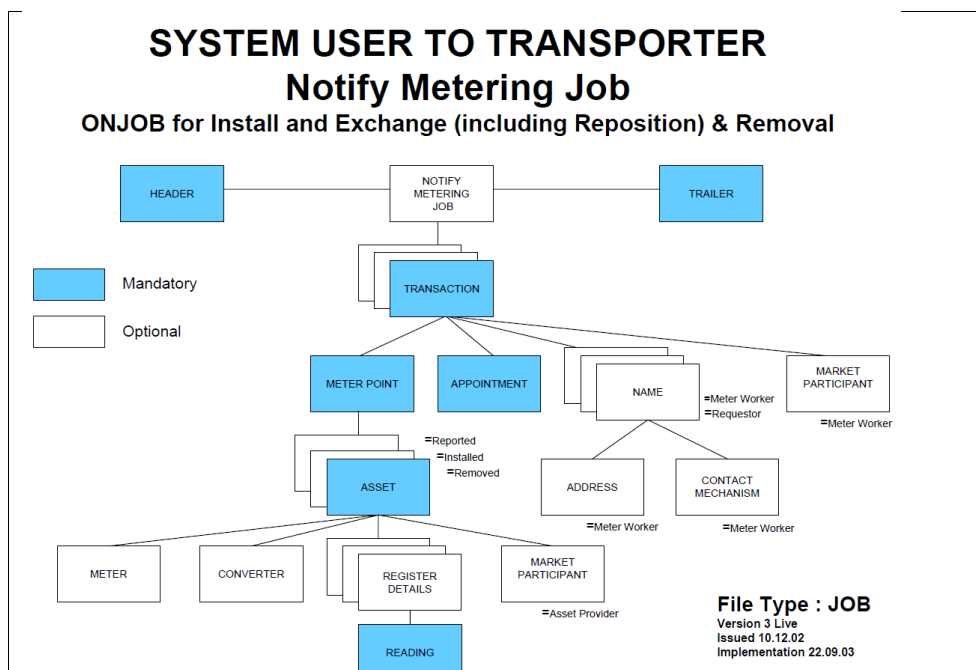 SYSTEM USER TO TRANSPORTER
Notify Metering Job
ONJOB for Install and Exchange (including Reposition) & Removal
HEADER
NOTIFY
METERING
JOB
TRAILER
Mandatory
Optional
TRANSACTION
METER POINT
APPOINTMENT
NAME
=Meter Worker
=Requestor
MARKET
PARTICIPANT
=Meter Worker
=Reported
=Installed
=Removed
ASSET
ADDRESS
=Meter Worker
CONTACT
MECHANISM
=Meter Worker
METER
CONVERTER
REGISTER
DETAILS
MARKET
PARTICIPANT
=Asset Provider
READING
File Type : JOB
Version 3 Live
Issued 10.12.02
Implementation 22.09.03